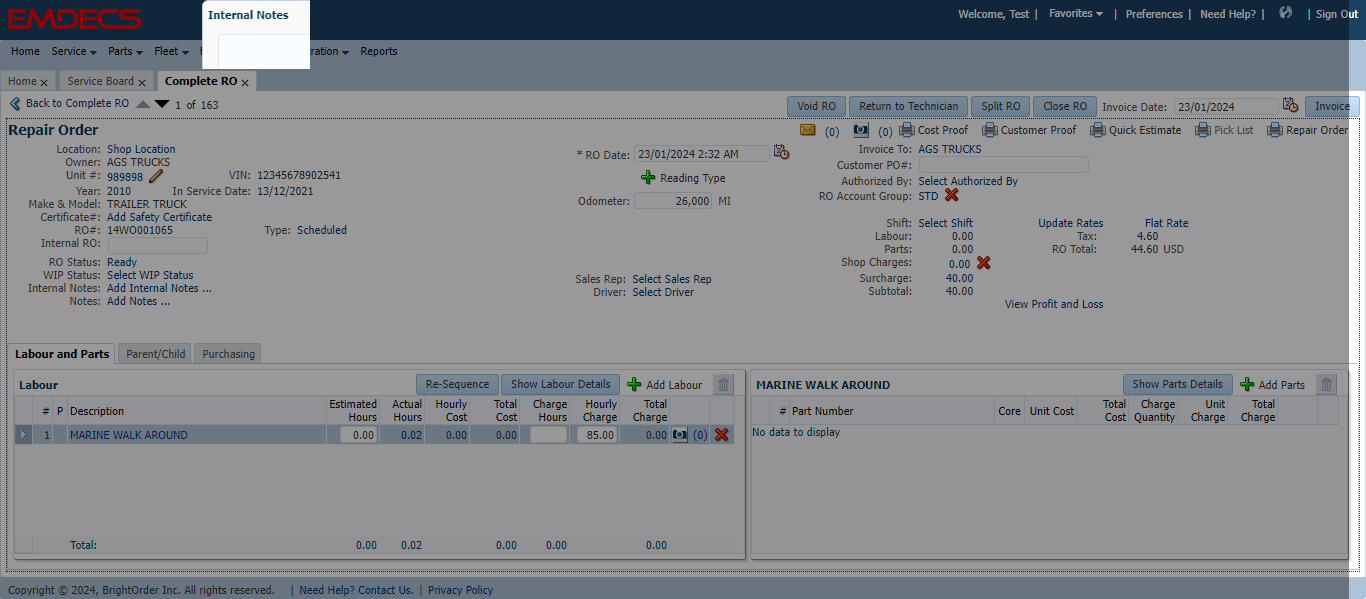 EMDECS
Internal Notes
Welcome, Test | Favorites | Preferences | Need Help? | | Sign Out
Home Service Parts Fleet ration Reports
Home Service Board Complete RO
Back to Complete RO 1 of 163 Void RO Return to Technician Split RO Close RO Invoice Date: 23/01/2024 Invoice
Repair Order (0) (0) Cost Proof Customer Proof Quick Estimate Pick List Repair Order
Location: Shop Location
Owner: AGS TRUCKS
Unit #: 989898 VIN: 12345678902541
Year: 2010 In Service Date: 13/12/2021
Make & Model: TRAILER TRUCK
Certificate#: Add Safety Certificate
RO#: 14WO001065 Type: Scheduled
Internal RO:
RO Status: Ready
WIP Status: Select WIP Status
Internal Notes: Add Internal Notes ...
Notes: Add Notes ...
* RO Date: 23/01/2024 2:32 AM
Reading Type
Odometer: 26,000 MI
Sales Rep: Select Sales Rep
Driver: Select Driver
Invoice To: AGS TRUCKS
Customer PO#:
Authorized By: Select Authorized By
RO Account Group: STD
Shift: Select Shift Update Rates Flat Rate
Labour: 0.00 Tax: 4.60
Parts: 0.00 RO Total: 44.60 USD
Shop Charges: 0.00
Surcharge: 40.00
Subtotal: 40.00
View Profit and Loss
Labour and Parts Parent/Child Purchasing
Labour Re-Sequence Show Labour Details Add Labour
# P Description Estimated Hours Actual Hours Hourly Cost Total Cost Charge Hours Hourly Charge Total Charge
1 MARINE WALK AROUND 0.00 0.02 0.00 0.00 85.00 0.00 (0)
Total: 0.00 0.02 0.00 0.00 0.00
MARINE WALK AROUND Show Parts Details Add Parts
# Part Number Core Unit Cost Total Cost Charge Quantity Unit Charge Total Charge
No data to display
Copyright © 2024, BrightOrder Inc. All rights reserved. | Need Help? Contact Us. | Privacy Policy